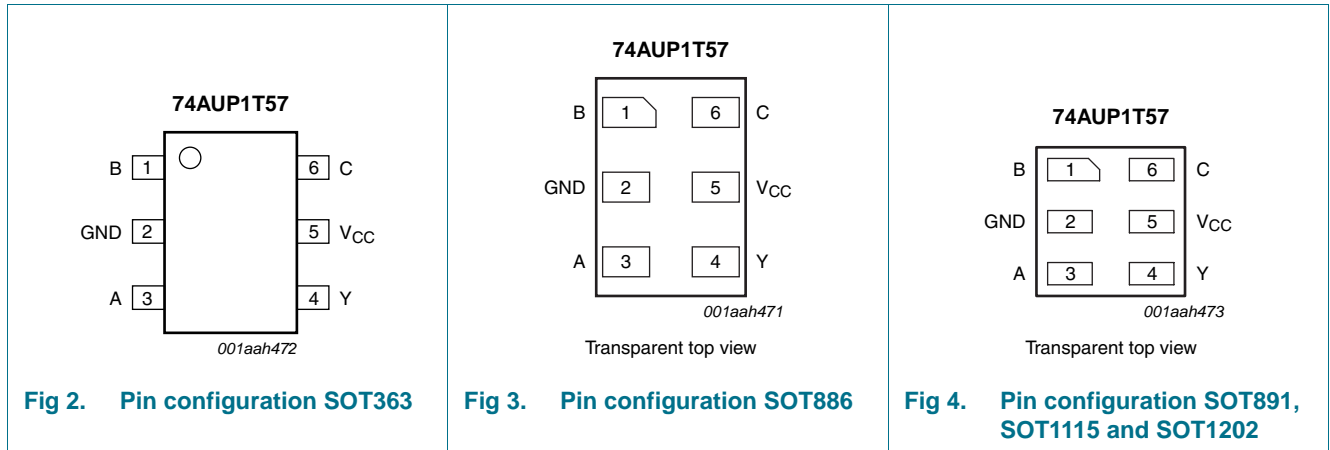 74AUP1T57
B 1 6 C
GND 2 5 VCC
A 3 4 Y
001aah472
Fig 2. Pin configuration SOT363
74AUP1T57
B 1 6 C
GND 2 5 VCC
A 3 4 Y
001aah471
Transparent top view
Fig 3. Pin configuration SOT886
74AUP1T57
B 1 6 C
GND 2 5 VCC
A 3 4 Y
001aah473
Transparent top view
Fig 4. Pin configuration SOT891,
SOT1115 and SOT1202